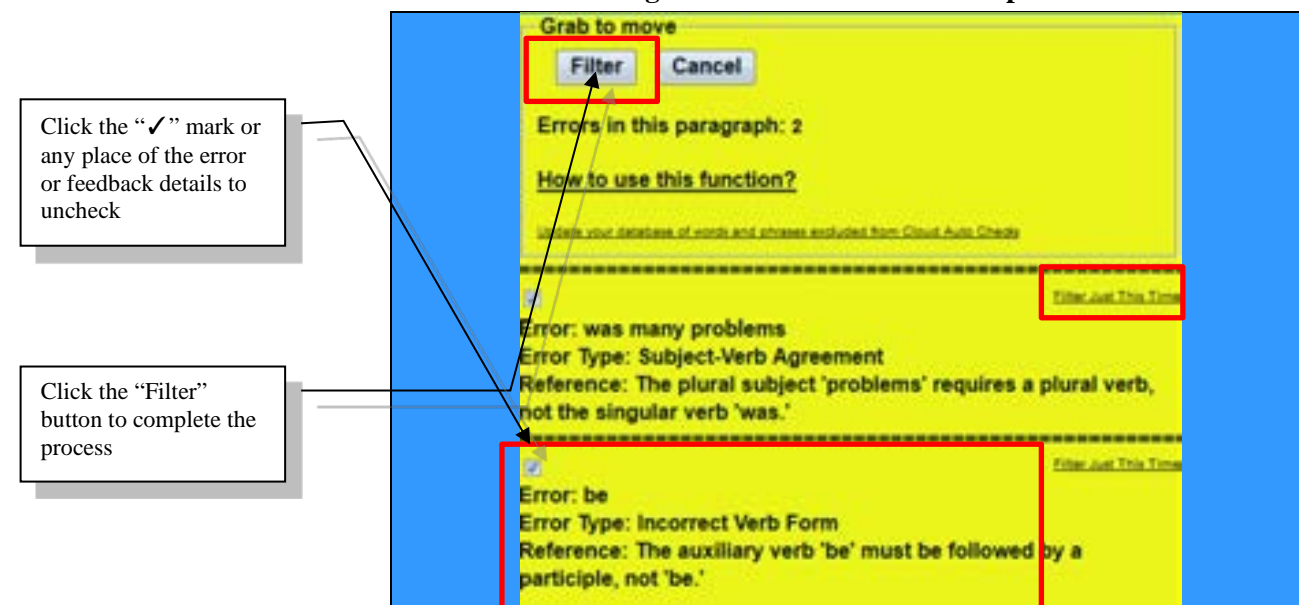 Grab to move
Filter Cancel
Click the “✓” mark or
any place of the error
or feedback details to
uncheck
Errors in this paragraph: 2
How to use this function?
Update your database of words and phrases excluded from Cloud Auto Checks
Filter Just This Time
Error: was many problems
Error Type: Subject-Verb Agreement
Reference: The plural subject 'problems' requires a plural verb,
not the singular verb 'was.'
Click the “Filter”
button to complete the
process
Filter Just This Time
Error: be
Error Type: Incorrect Verb Form
Reference: The auxiliary verb 'be' must be followed by a
participle, not 'be.'